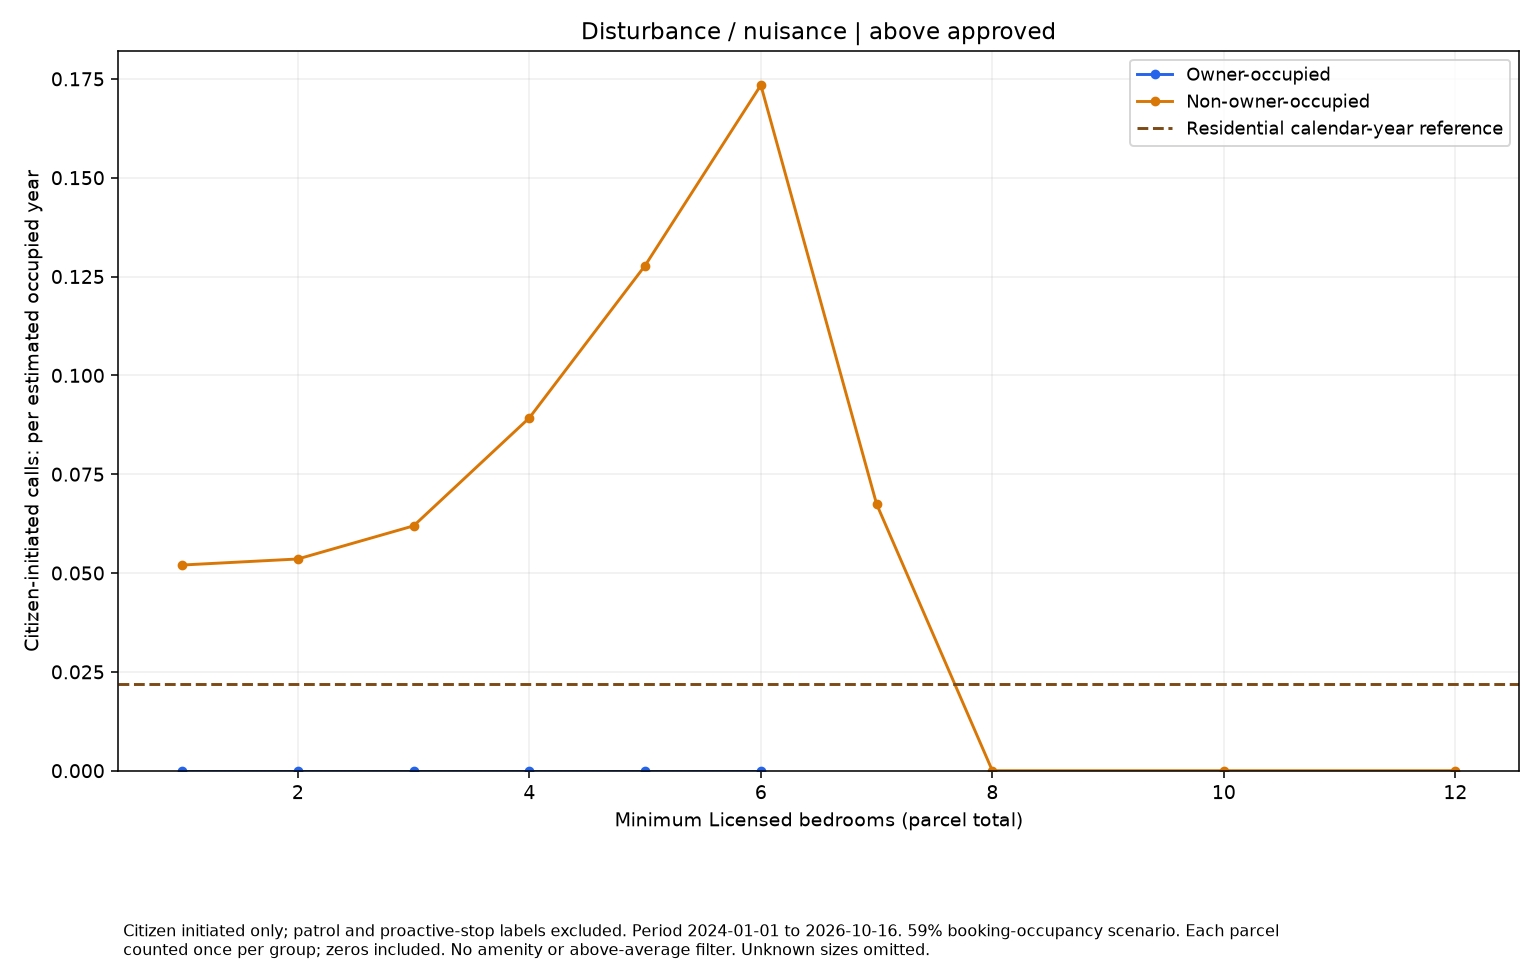 Disturbance / nuisance | above approved
Owner-occupied
Non-owner-occupied
Residential calendar-year reference
Citizen-initiated calls: per estimated occupied year
0.175
0.150
0.125
0.100
0.075
0.050
0.025
0.000
2
4
6
8
10
12
Minimum Licensed bedrooms (parcel total)
Citizen initiated only; patrol and proactive-stop labels excluded. Period 2024-01-01 to 2026-10-16. 59% booking-occupancy scenario. Each parcel
counted once per group; zeros included. No amenity or above-average filter. Unknown sizes omitted.